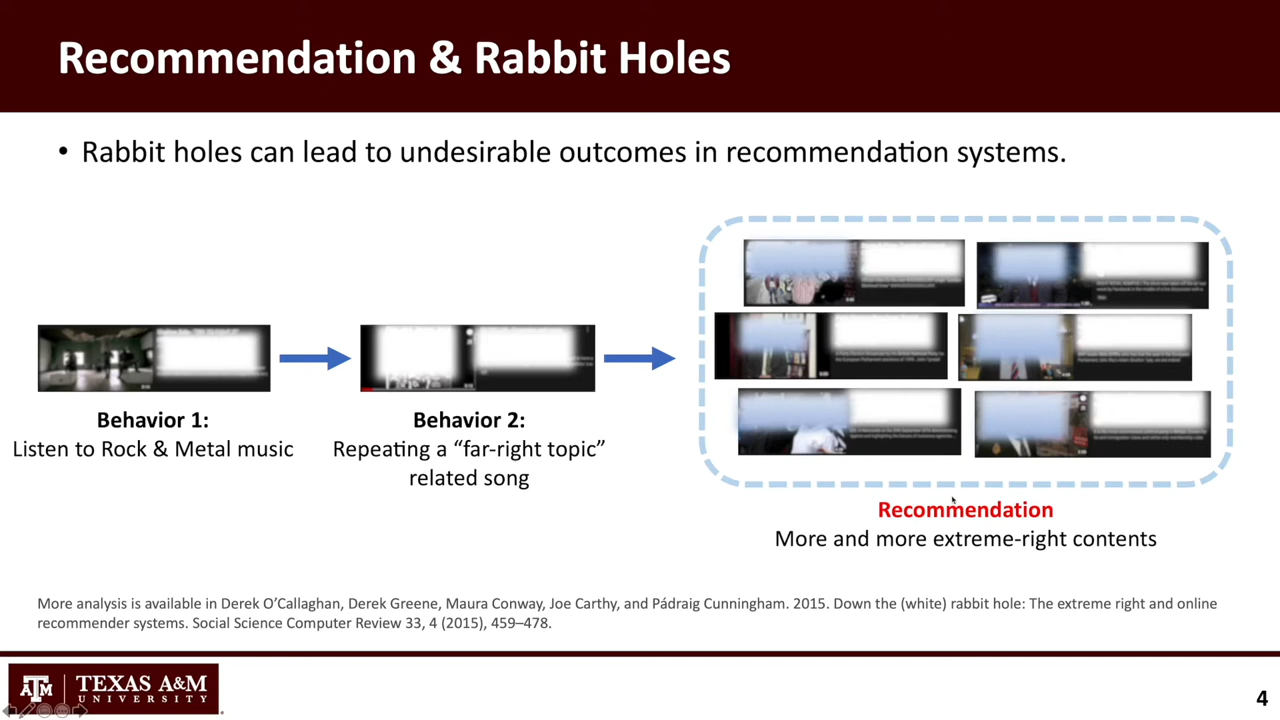 Recommendation & Rabbit Holes
• Rabbit holes can lead to undesirable outcomes in recommendation systems.
Behavior 1:
Listen to Rock & Metal music
Behavior 2:
Repeating a “far-right topic”
related song
Recommendation
More and more extreme-right contents
More analysis is available in Derek O’Callaghan, Derek Greene, Maura Conway, Joe Carthy, and Pádraig Cunningham. 2015. Down the (white) rabbit hole: The extreme right and online
recommender systems. Social Science Computer Review 33, 4 (2015), 459–478.
ATM
TEXAS A&M
UNIVERSITY
4